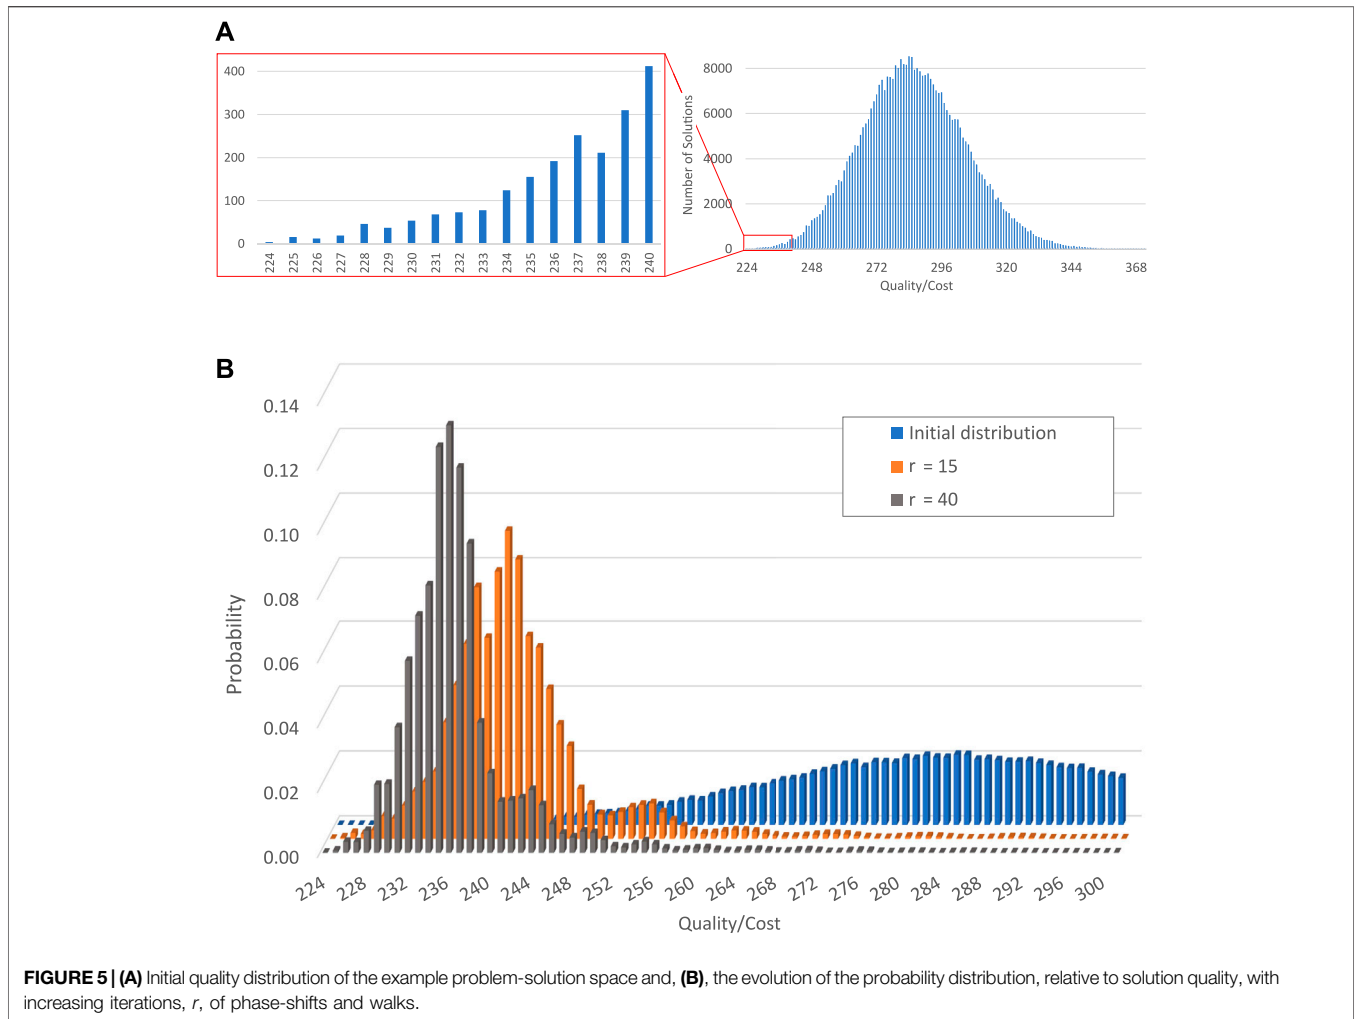 A
400
300
200
100
0
224 225 226 227 228 229 230 231 232 233 234 235 236 237 238 239 240
Number of Solutions
8000
6000
4000
2000
0
224 248 272 296 320 344 368
Quality/Cost
B
Probability
0.14
0.12
0.10
0.08
0.06
0.04
0.02
0.00
Initial distribution
r = 15
r = 40
224 228 232 236 240 244 248 252 256 260 264 268 272 276 280 284 288 292 296 300
Quality/Cost
FIGURE 5 | (A) Initial quality distribution of the example problem-solution space and, (B), the evolution of the probability distribution, relative to solution quality, with
increasing iterations, r, of phase-shifts and walks.